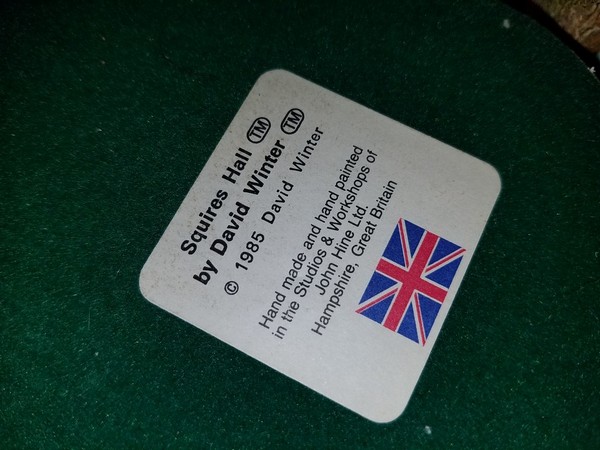 Squires Hall TM
by David Winter TM
© 1985 David Winter
Hand made and hand painted
in the Studios & Workshops of
John Hine Ltd.
Hampshire, Great Britain